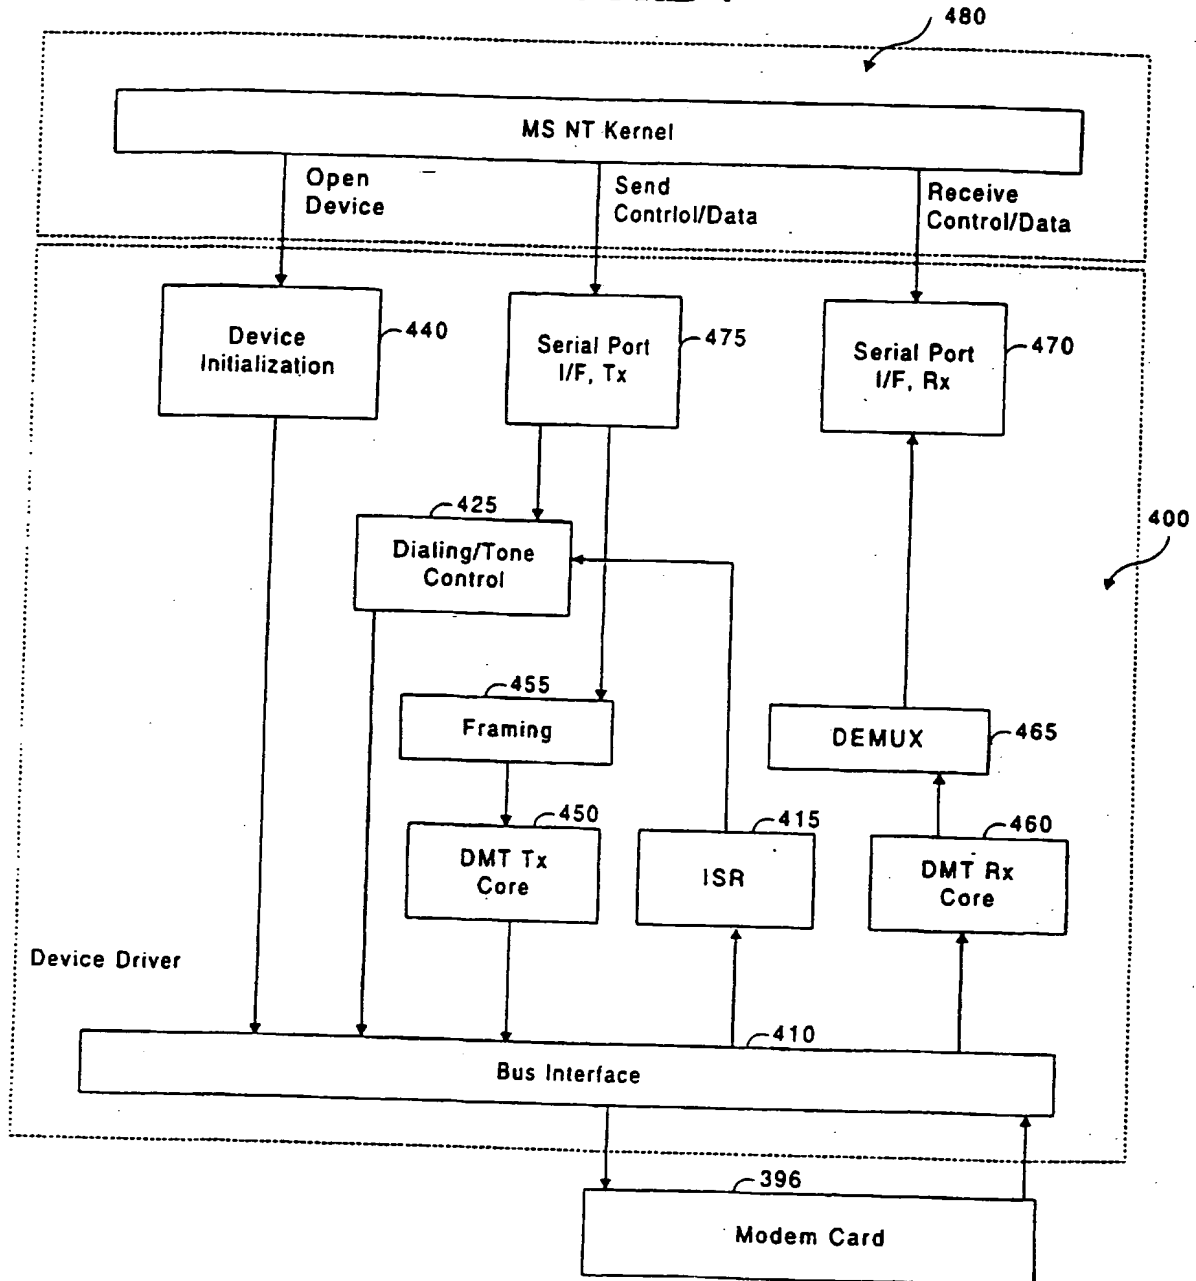 480
MS NT Kernel
Open
Device
Send
Contrlol/Data
Receive
Control/Data
Device
Initialization
440
Serial Port
I/F, Tx
475
Serial Port
I/F, Rx
470
425
Dialing/Tone
Control
400
455
Framing
DEMUX
465
450
DMT Tx
Core
415
ISR
460
DMT Rx
Core
Device Driver
410
Bus Interface
396
Modem Card